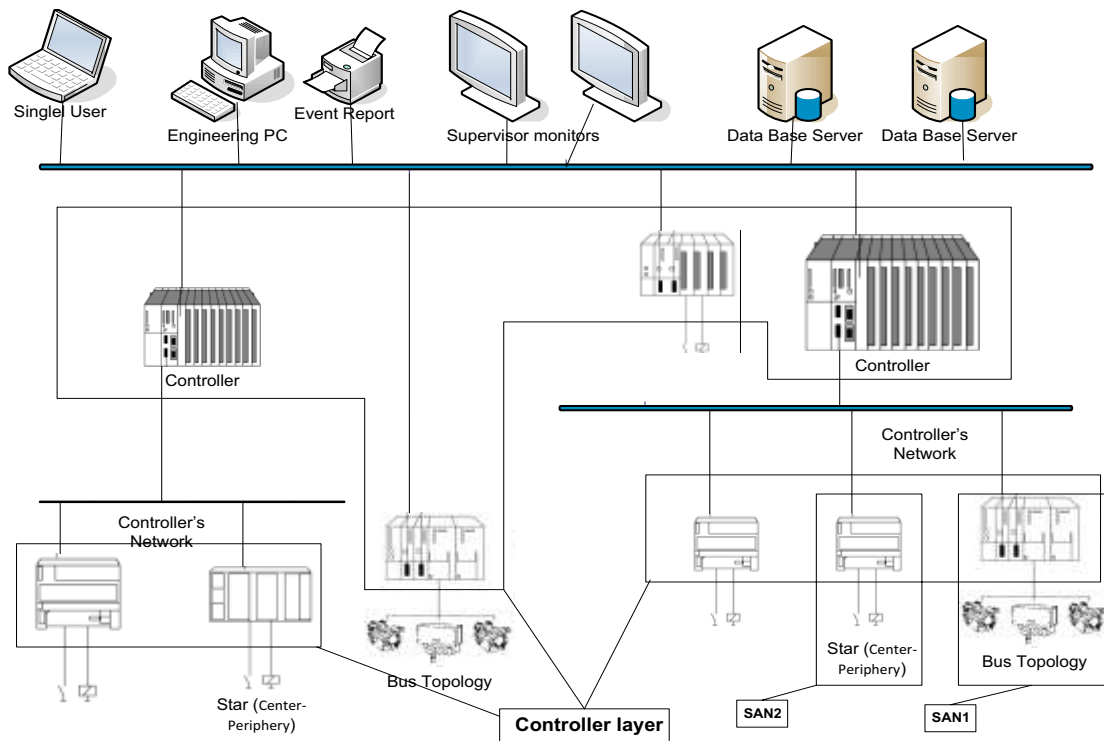 Singlel User
Engineering PC
Event Report
Supervisor monitors
Data Base Server
Data Base Server
Controller
Controller
Controller's
Network
Controller's
Network
Star (Center-
Periphery)
Bus Topology
Star (Center-
Periphery)
Bus Topology
Controller layer
SAN2
SAN1